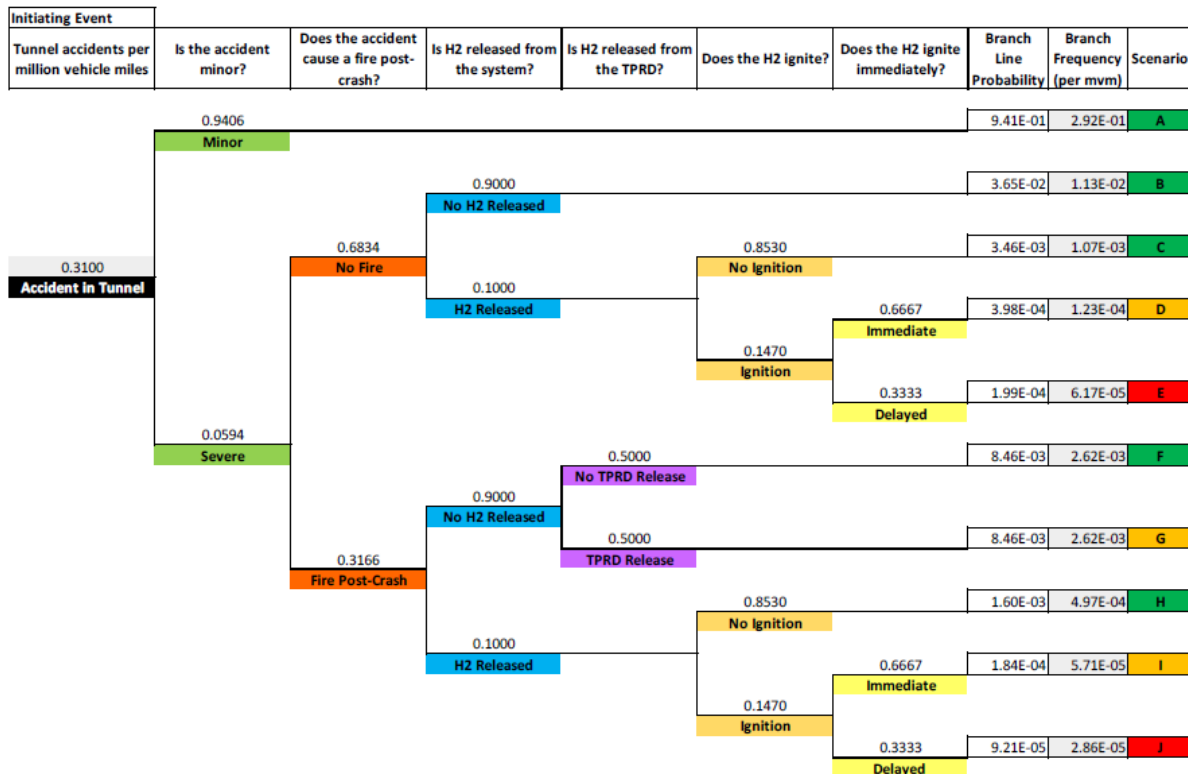 Initiating Event
Tunnel accidents per million vehicle miles
Is the accident minor?
Does the accident cause a fire post-crash?
Is H2 released from the system?
Is H2 released from the TPRD?
Does the H2 ignite?
Does the H2 ignite immediately?
Branch Line Probability
Branch Frequency (per mvm)
Scenario
0.9406
Minor
9.41E-01 2.92E-01 A
0.9000
No H2 Released
3.65E-02 1.13E-02 B
0.3100
Accident in Tunnel
0.6834
No Fire
0.8530
No Ignition
3.46E-03 1.07E-03 C
0.1000
H2 Released
0.6667
Immediate
3.98E-04 1.23E-04 D
0.1470
Ignition
0.3333
Delayed
1.99E-04 6.17E-05 E
0.0594
Severe
0.5000
No TPRD Release
8.46E-03 2.62E-03 F
0.9000
No H2 Released
0.5000
TPRD Release
8.46E-03 2.62E-03 G
0.3166
Fire Post-Crash
0.8530
No Ignition
1.60E-03 4.97E-04 H
0.1000
H2 Released
0.6667
Immediate
1.84E-04 5.71E-05 I
0.1470
Ignition
0.3333
Delayed
9.21E-05 2.86E-05 J